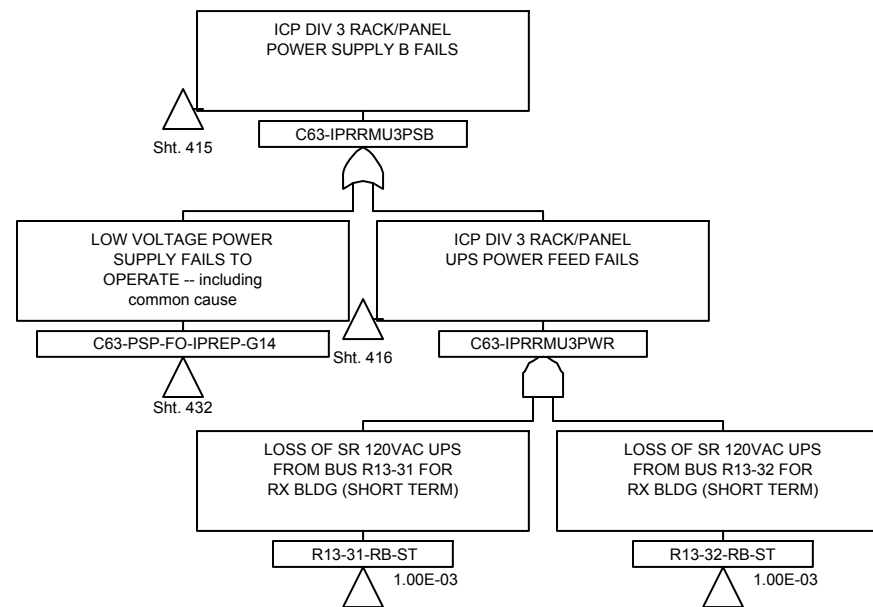 ICP DIV 3 RACK/PANEL
POWER SUPPLY B FAILS
C63-IPRRMU3PSB
Sht. 415
LOW VOLTAGE POWER
SUPPLY FAILS TO
OPERATE -- including
common cause
C63-PSP-FO-IPREP-G14
Sht. 432
ICP DIV 3 RACK/PANEL
UPS POWER FEED FAILS
C63-IPRRMU3PWR
Sht. 416
LOSS OF SR 120VAC UPS
FROM BUS R13-31 FOR
RX BLDG (SHORT TERM)
R13-31-RB-ST
1.00E-03
LOSS OF SR 120VAC UPS
FROM BUS R13-32 FOR
RX BLDG (SHORT TERM)
R13-32-RB-ST
1.00E-03